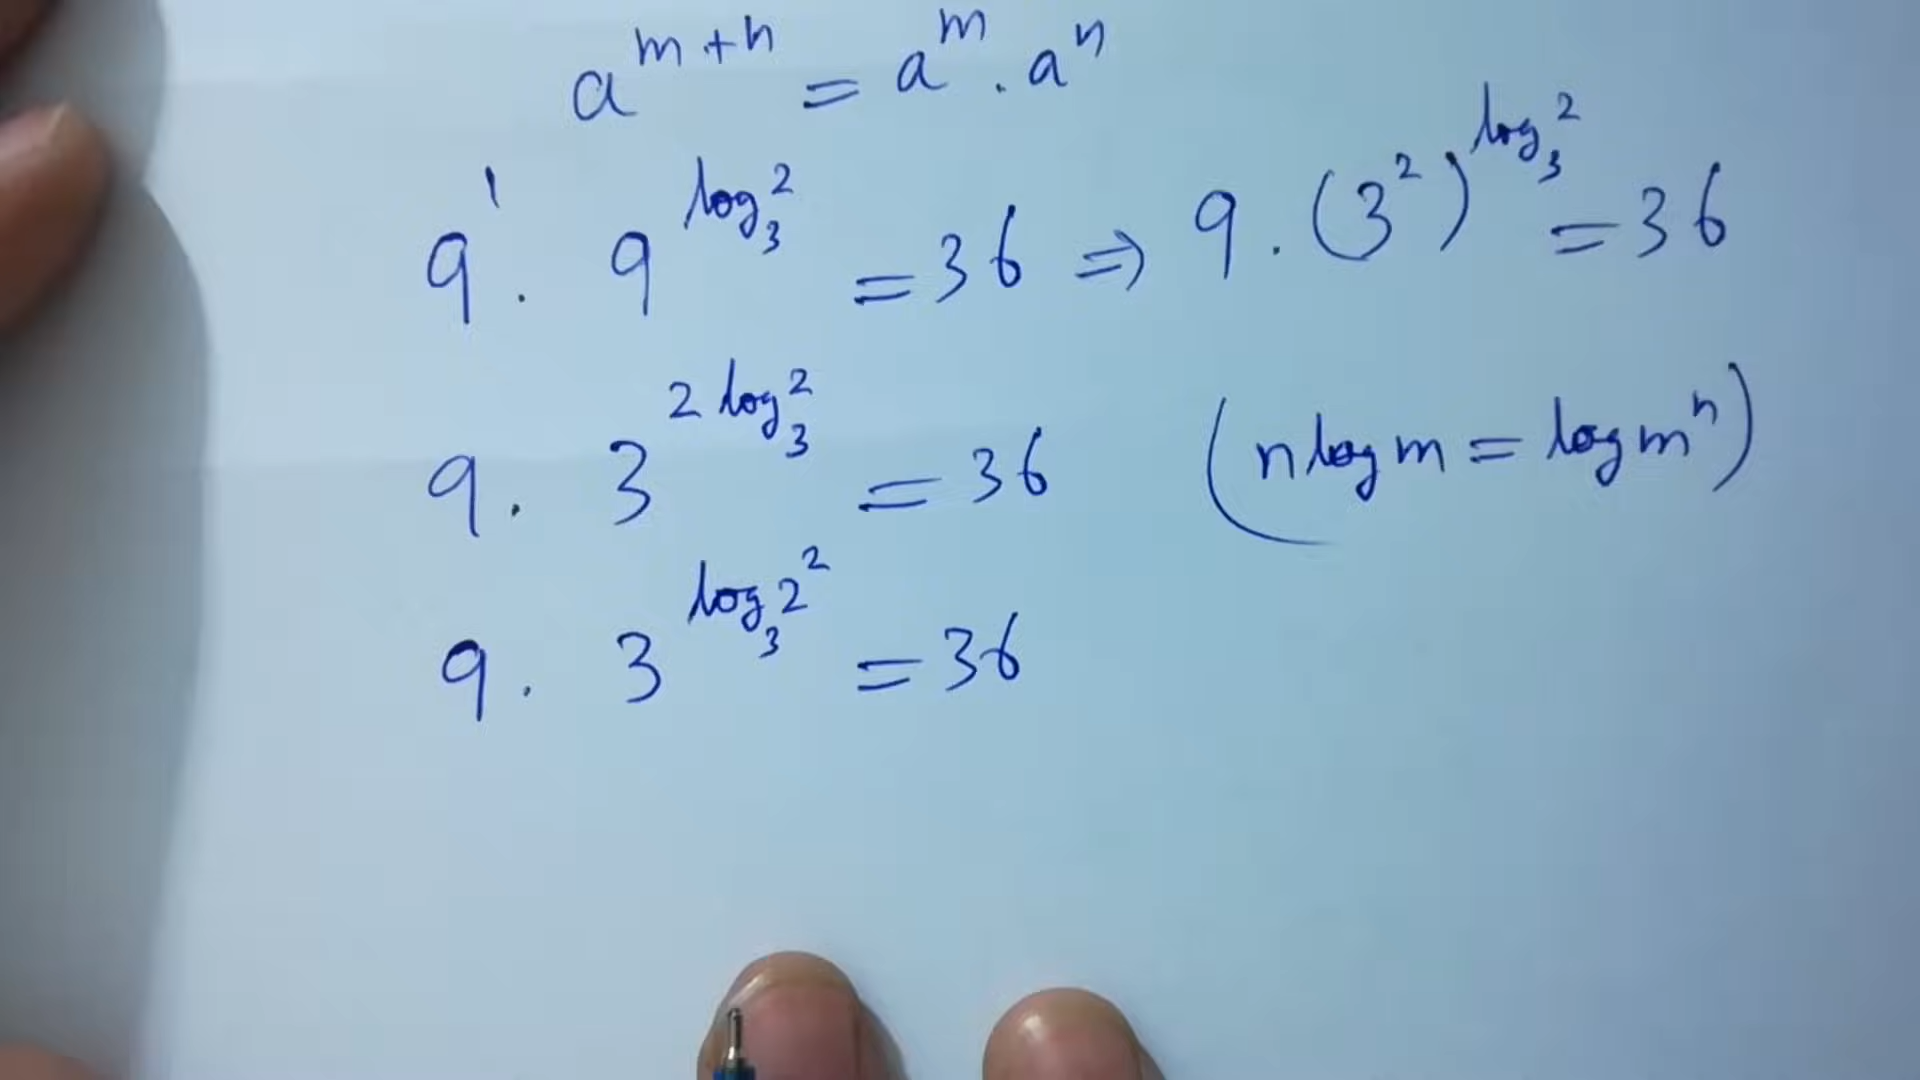 a^{m+n} = a^m . a^n
9^1 . 9^{log_3 2} = 36 ⇒ 9 . (3^2)^{log_3 2} = 36
9 . 3^{2 log_3 2} = 36 (n log m = log m^n)
9 . 3^{log_3 2^2} = 36